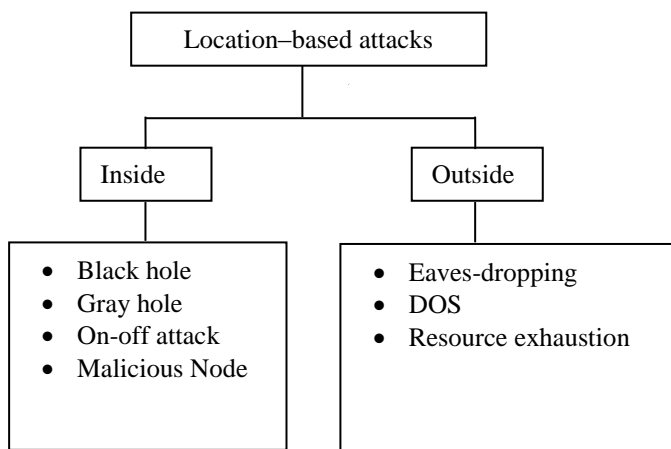 Location–based attacks
Inside
Outside
• Black hole
• Gray hole
• On-off attack
• Malicious Node
• Eaves-dropping
• DOS
• Resource exhaustion